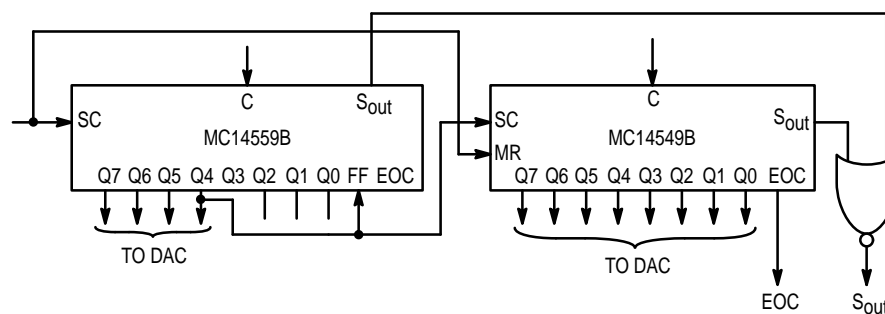 SC
C
Sout
MC14559B
Q7 Q6 Q5 Q4 Q3 Q2 Q1 Q0 FF EOC
TO DAC
SC
MR
C
Sout
MC14549B
Q7 Q6 Q5 Q4 Q3 Q2 Q1 Q0 EOC
TO DAC
EOC
Sout